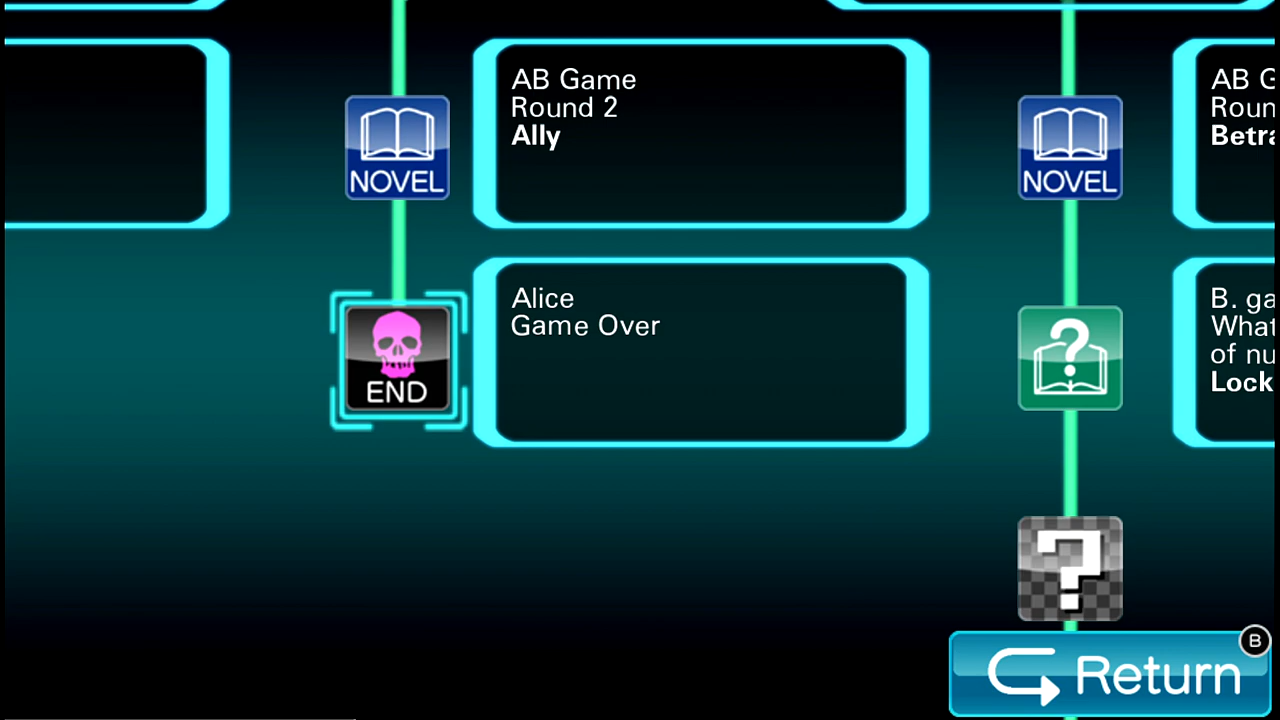 NOVEL
AB Game
Round 2
Ally
NOVEL
AB
Betra
END
Alice
Game Over
B. ga
What
of nu
Lock
?
?
B
Return